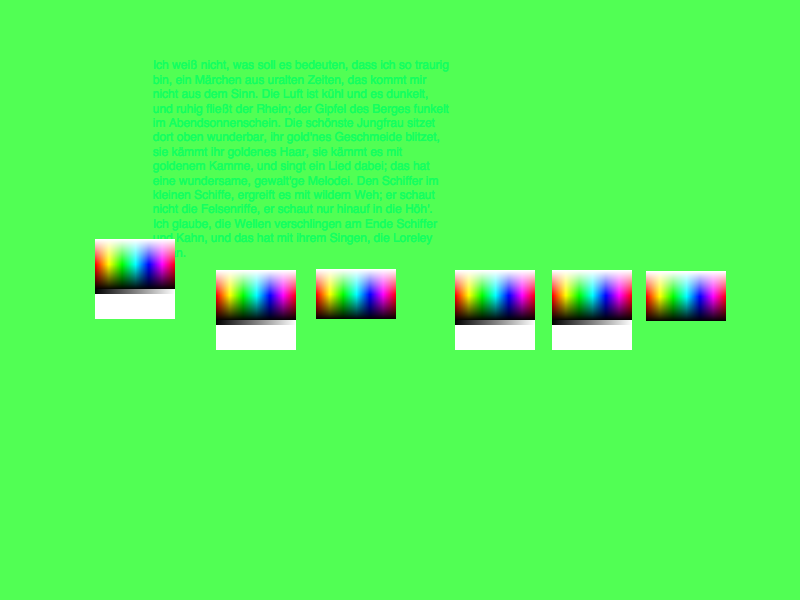 Ich weiß nicht, was soll es bedeuten, dass ich so traurig
bin, ein Märchen aus uralten Zeiten, das kommt mir
nicht aus dem Sinn. Die Luft ist kühl und es dunkelt,
und ruhig fließt der Rhein; der Gipfel des Berges funkelt
im Abendsonnenschein. Die schönste Jungfrau sitzet
dort oben wunderbar, ihr gold'nes Geschmeide blitzet,
sie kämmt ihr goldenes Haar, sie kämmt es mit
goldenem Kamme, und singt ein Lied dabei; das hat
eine wundersame, gewalt'ge Melodei. Den Schiffer im
kleinen Schiffe, ergreift es mit wildem Weh; er schaut
nicht die Felsenriffe, er schaut nur hinauf in die Höh'.
Ich glaube, die Wellen verschlingen am Ende Schiffer
und Kahn, und das hat mit ihrem Singen, die Loreley
n.